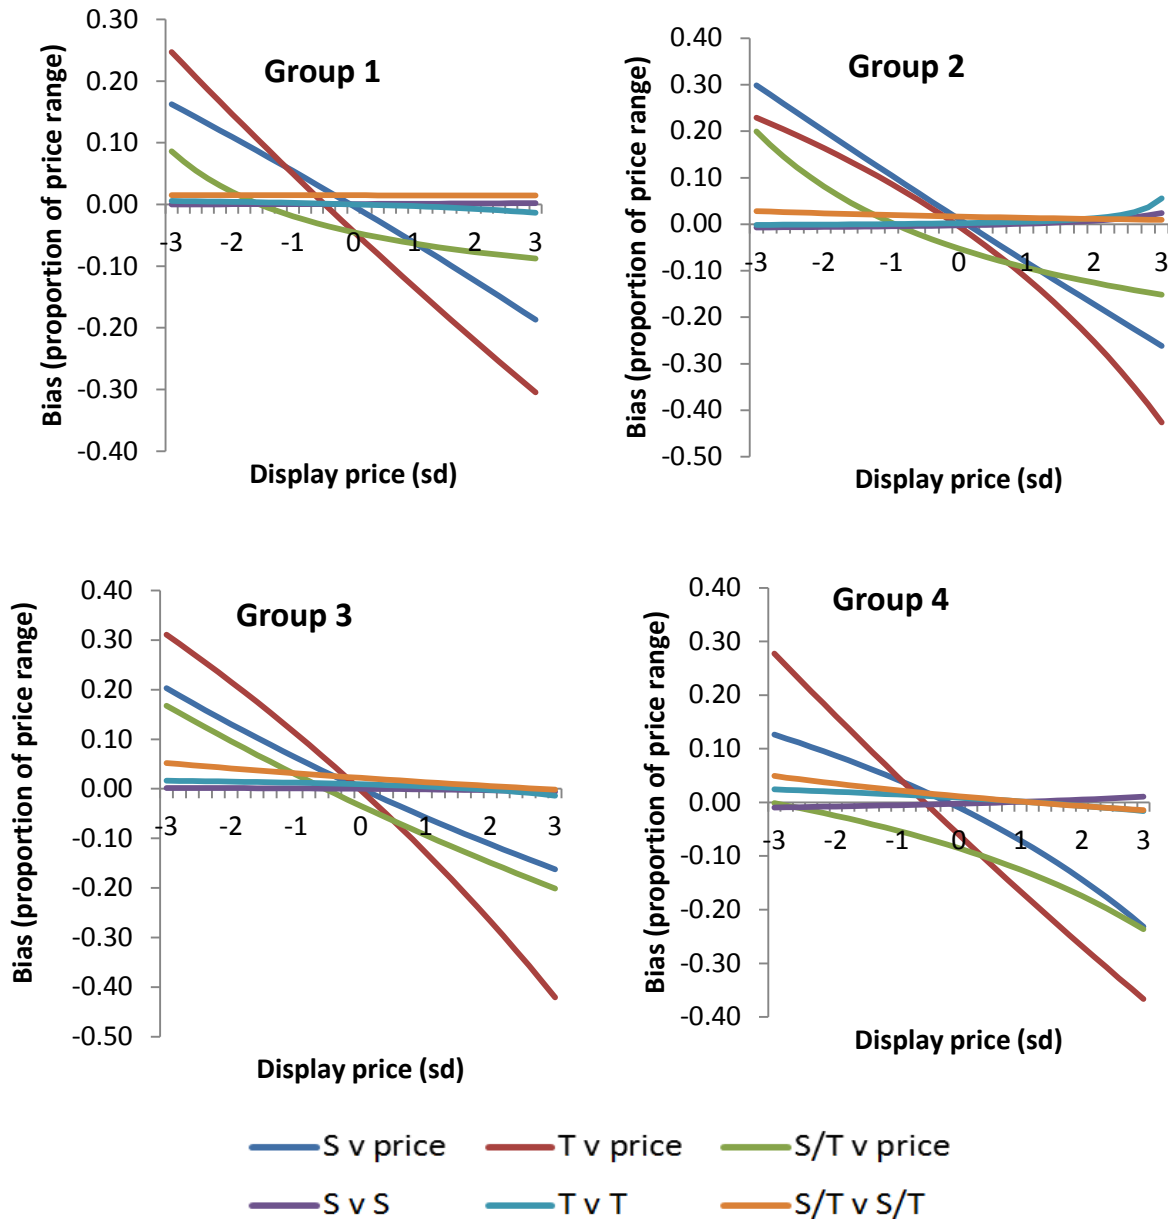 Group 1
Bias (proportion of price range)
0.30
0.20
0.10
0.00
-0.10
-0.20
-0.30
-0.40
-3 -2 -1 0 1 2 3
Display price (sd)
Group 2
Bias (proportion of price range)
0.40
0.30
0.20
0.10
0.00
-0.10
-0.20
-0.30
-0.40
-0.50
-3 -2 -1 0 1 2 3
Display price (sd)
Group 3
Bias (proportion of price range)
0.40
0.30
0.20
0.10
0.00
-0.10
-0.20
-0.30
-0.40
-0.50
-3 -2 -1 0 1 2 3
Display price (sd)
Group 4
Bias (proportion of price range)
0.40
0.30
0.20
0.10
0.00
-0.10
-0.20
-0.30
-0.40
-3 -2 -1 0 1 2 3
Display price (sd)
S v price T v price S/T v price
S v S T v T S/T v S/T